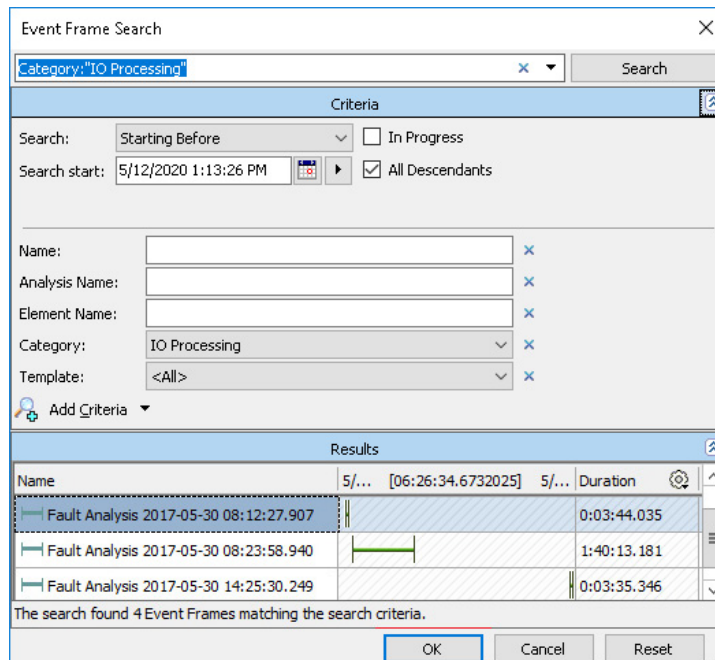 Event Frame Search
Category:"IO Processing"
Search
Criteria
Search: Starting Before In Progress
Search start: 5/12/2020 1:13:26 PM All Descendants
Name:
Analysis Name:
Element Name:
Category: IO Processing
Template: <All>
Add Criteria
Results
Name 5/... [06:26:34.6732025] 5/... Duration
Fault Analysis 2017-05-30 08:12:27.907 0:03:44.035
Fault Analysis 2017-05-30 08:23:58.940 1:40:13.181
Fault Analysis 2017-05-30 14:25:30.249 0:03:35.346
The search found 4 Event Frames matching the search criteria.
OK Cancel Reset